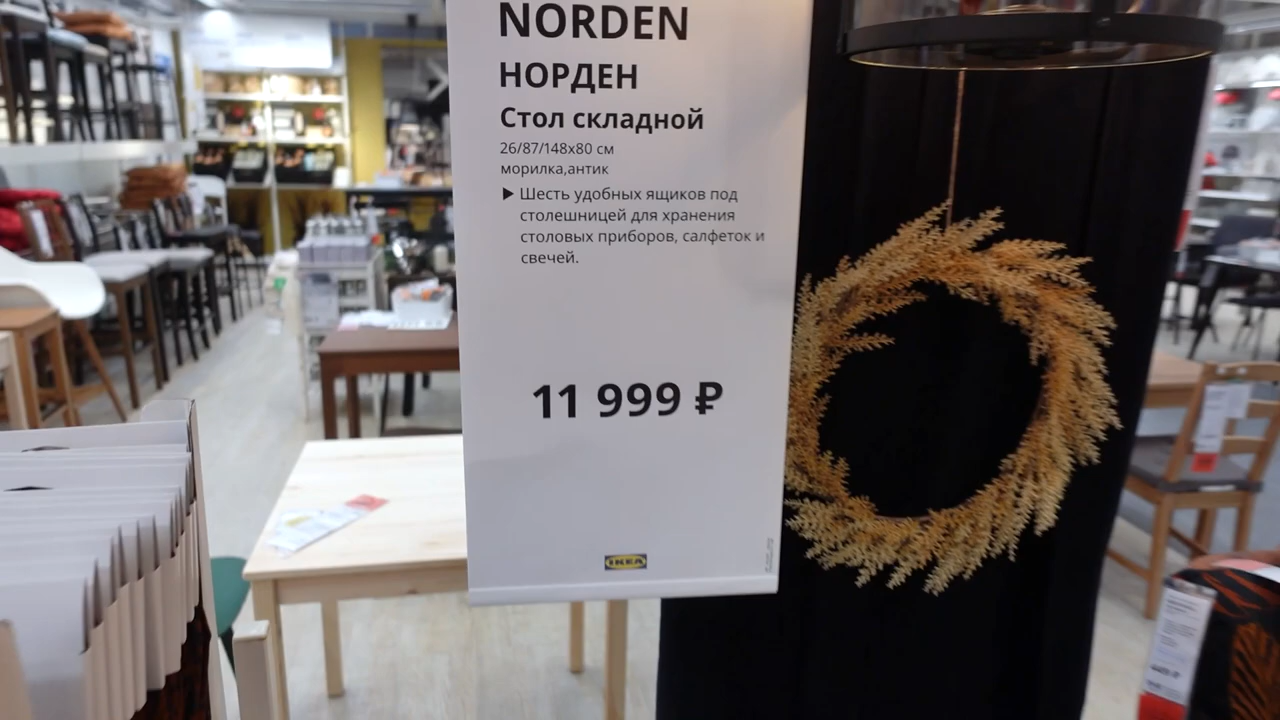 NORDEN
НОРДЕН
Стол складной
26/87/148x80 см
морилка,антик
▶ Шесть удобных ящиков под
столешницей для хранения
столовых приборов, салфеток и
свечей.
11 999 ₽
IKEA